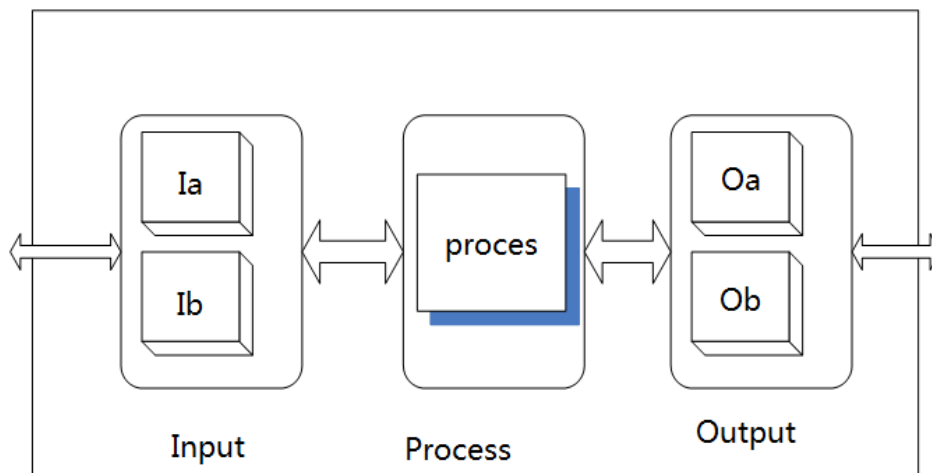 Ia
Ib
proces
Oa
Ob
Input
Process
Output